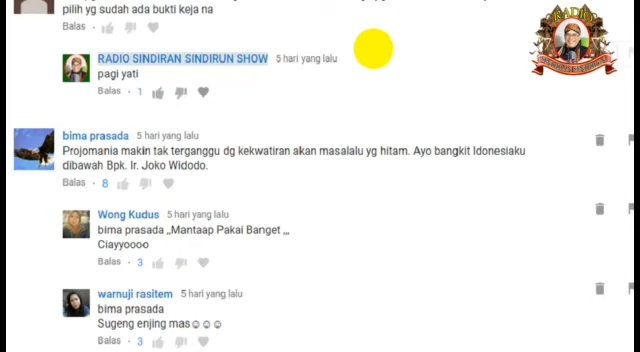 pilih yg sudah ada bukti keja na
Balas
RADIO SINDIRAN SINDIRUN SHOW 5 hari yang lalu
pagi yati
Balas · 1
bima prasada 5 hari yang lalu
Projomania makin tak terganggu dg kekwatiran akan masalalu yg hitam. Ayo bangkit Idonesiaku
dibawah Bpk. Ir. Joko Widodo.
Balas · 8
Wong Kudus 5 hari yang lalu
bima prasada ,,Mantaap Pakai Banget ,,,
Ciayyoooo
Balas · 3
warnuji rasitem 5 hari yang lalu
bima prasada
Sugeng enjing mas☺☺☺
Balas · 3
RADIO